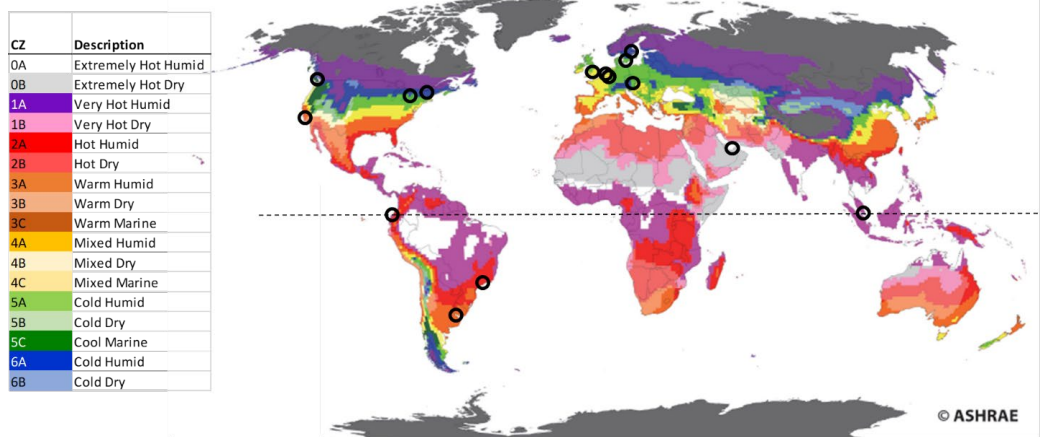 CZ Description
0A Extremely Hot Humid
0B Extremely Hot Dry
1A Very Hot Humid
1B Very Hot Dry
2A Hot Humid
2B Hot Dry
3A Warm Humid
3B Warm Dry
3C Warm Marine
4A Mixed Humid
4B Mixed Dry
4C Mixed Marine
5A Cold Humid
5B Cold Dry
5C Cool Marine
6A Cold Humid
6B Cold Dry
© ASHRAE